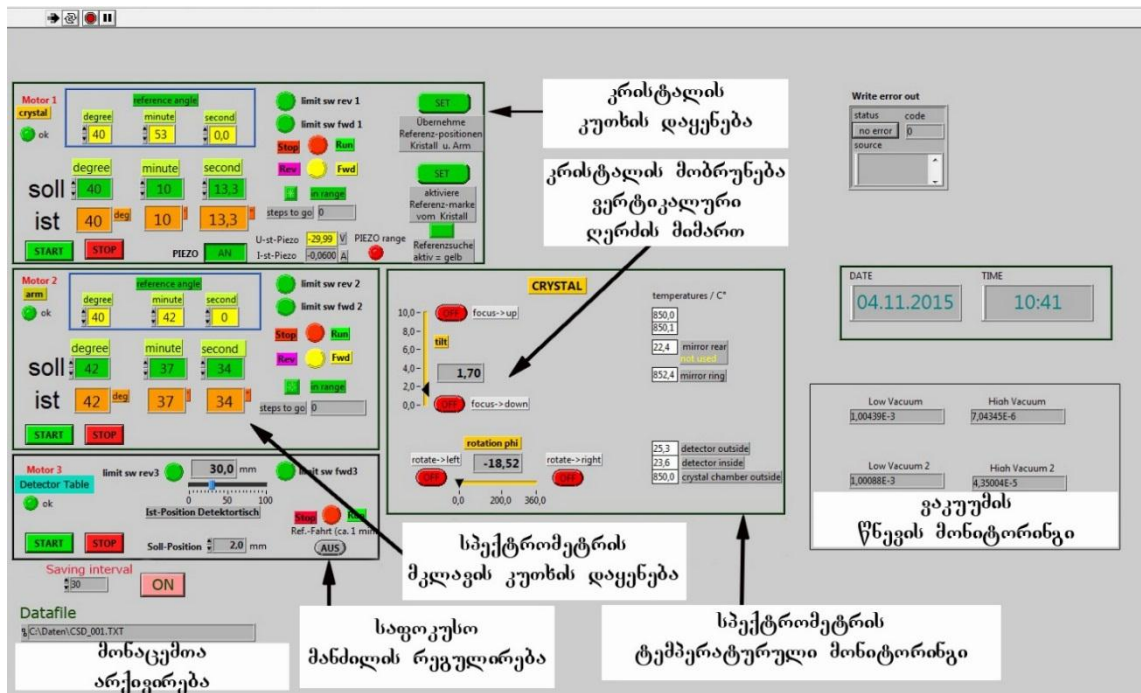 Motor 1
crystal
ok
reference angle
degree minute second
40 53 0,0
degree minute second
soll 40 10 13,3
ist 40 deg 10 ' 13,3 "
START STOP
PIEZO AN
U-st-Piezo -29,99 V PIEZO range
I-st-Piezo -0,0600 A
limit sw rev 1
limit sw fwd 1
Stop Run
Rev Fwd
in range
steps to go 0
SET
Übernehme
Referenz-positionen
Kristall u. Arm
SET
aktiviere
Referenz-marke
vom Kristall
Referenzsuche
aktiv = gelb
კრისტალის
კუთხის დაყენება
კრისტალის მობრუნება
ვერტიკალური
ღერძის მიმართ
Write error out
status code
no error 0
source
Motor 2
arm
ok
reference angle
degree minute second
40 42 0
degree minute second
soll 42 37 34
ist 42 deg 37 ' 34 "
START STOP
limit sw rev 2
limit sw fwd 2
Stop Run
Rev Fwd
in range
steps to go 0
CRYSTAL
10,0
8,0
6,0
4,0
2,0
0,0
OFF focus->up
tilt
1,70
OFF focus->down
rotation phi
rotate->left -18,52 rotate->right
OFF OFF
0,0 200,0 360,0
temperatures / C°
850,0
850,1
22,4 mirror rear
not used
852,4 mirror ring
25,3 detector outside
23,6 detector inside
850,0 crystal chamber outside
DATE TIME
04.11.2015 10:41
Low Vacuum High Vacuum
1,00439E-3 7,04345E-6
Low Vacuum 2 High Vacuum 2
1,00088E-3 4,35004E-5
ვაკუუმის
წნევის მონიტორინგი
Motor 3
Detector Table
ok
limit sw rev3 30,0 mm limit sw fwd3
0 50 100
Ist-Position Detektortisch
Stop
Ref.-Fahrt (ca. 1 min)
AUS
START STOP
Soll-Position 2,0 mm
Saving interval
30 ON
Datafile
C:\Daten\CSD_001.TXT
მონაცემთა
არქივირება
საფოკუსო
მანძილის რეგულირება
სპექტრომეტრის
მკლავის კუთხის დაყენება
სპექტრომეტრის
ტემპერატურული მონიტორინგი